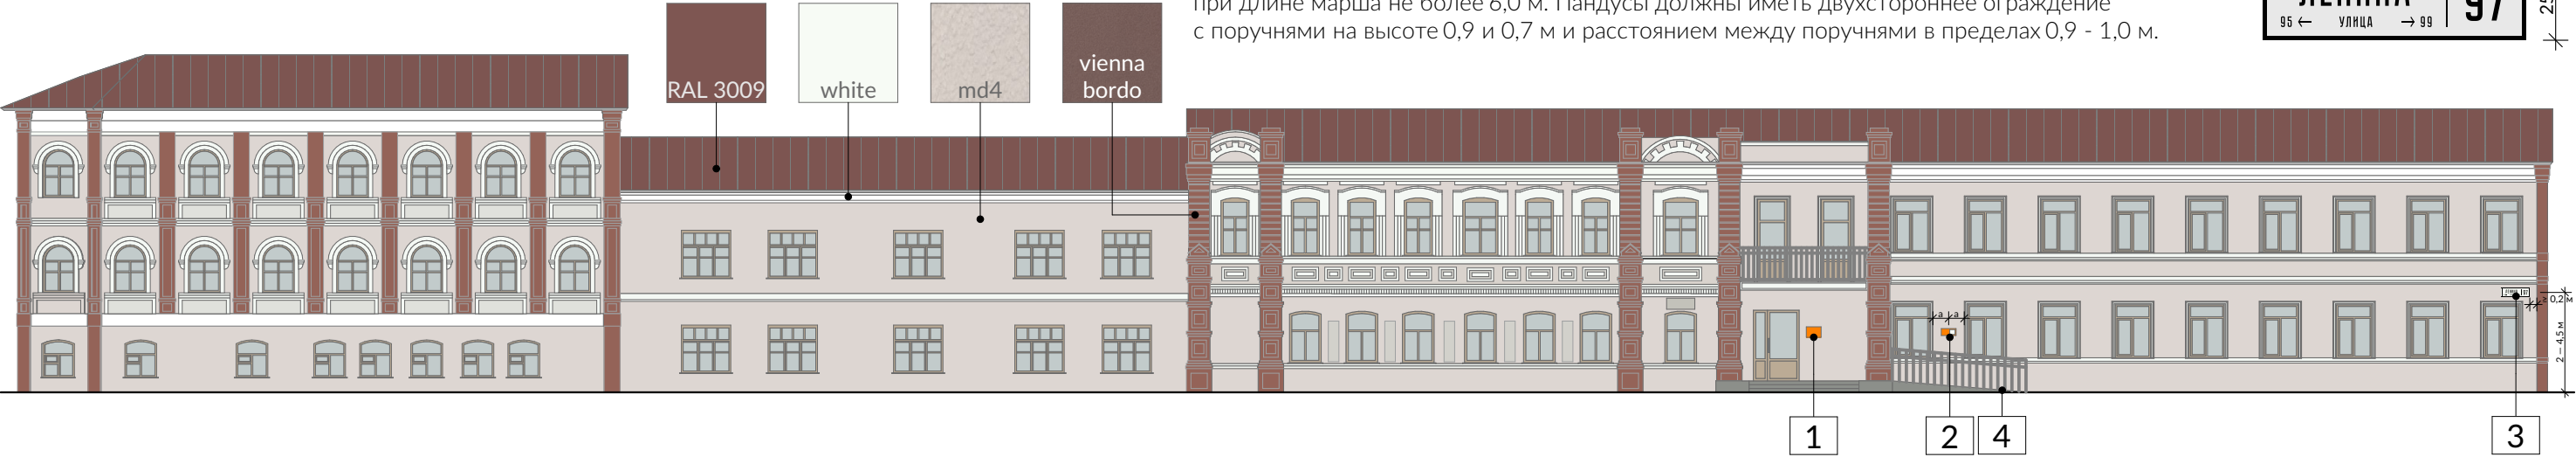 при длине марша не более 6,0 м. Пандусы должны иметь двухстороннее ограждение
с поручнями на высоте 0,9 и 0,7 м и расстоянием между поручнями в пределах 0,9 - 1,0 м.
ЛЕНИНА 97
95 ← УЛИЦА → 99
RAL 3009
white
md4
vienna
bordo
а а
≥ 0,2 м
2 – 4,5 м
1
2
4
3